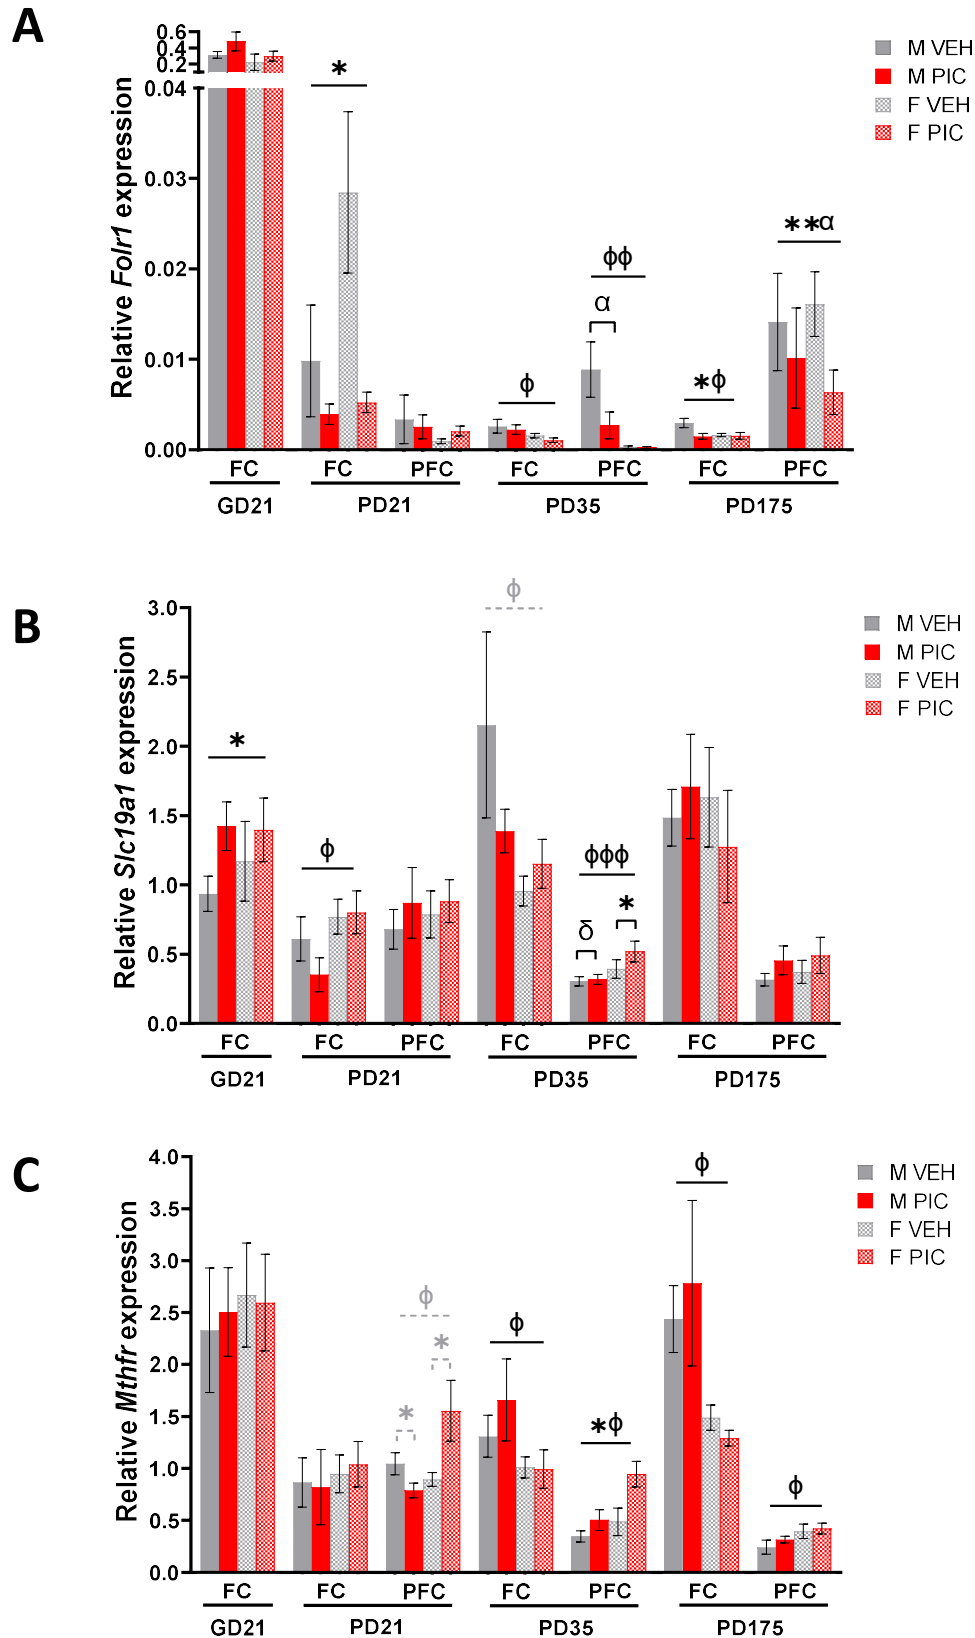 A
Relative Folr1 expression
0.6
0.4
0.2
0.04
0.03
0.02
0.01
0.00
*
ϕ
ϕϕ
α
*ϕ
**α
M VEH
M PIC
F VEH
F PIC
FC FC PFC FC PFC FC PFC
GD21 PD21 PD35 PD175
B
Relative Slc19a1 expression
3.0
2.5
2.0
1.5
1.0
0.5
0.0
*
ϕ
ϕ
ϕϕϕ
δ
*
M VEH
M PIC
F VEH
F PIC
FC FC PFC FC PFC FC PFC
GD21 PD21 PD35 PD175
C
Relative Mthfr expression
4.0
3.5
3.0
2.5
2.0
1.5
1.0
0.5
0.0
ϕ
*
*
ϕ
*ϕ
ϕ
ϕ
M VEH
M PIC
F VEH
F PIC
FC FC PFC FC PFC FC PFC
GD21 PD21 PD35 PD175